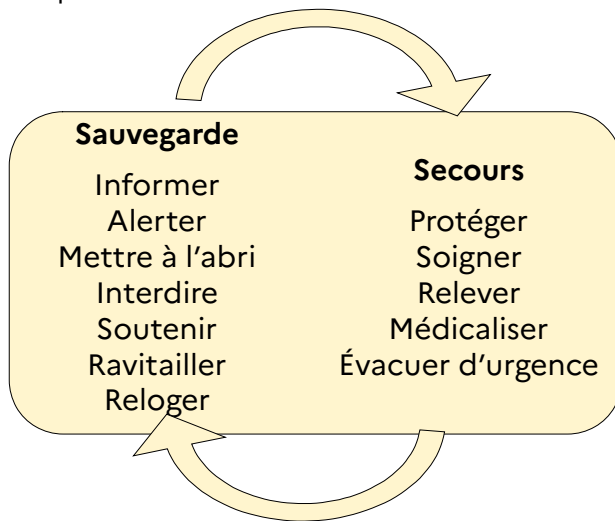 Sauvegarde
Informer
Alerter
Mettre à l’abri
Interdire
Soutenir
Ravitailler
Reloger
Secours
Protéger
Soigner
Relever
Médicaliser
Évacuer d’urgence